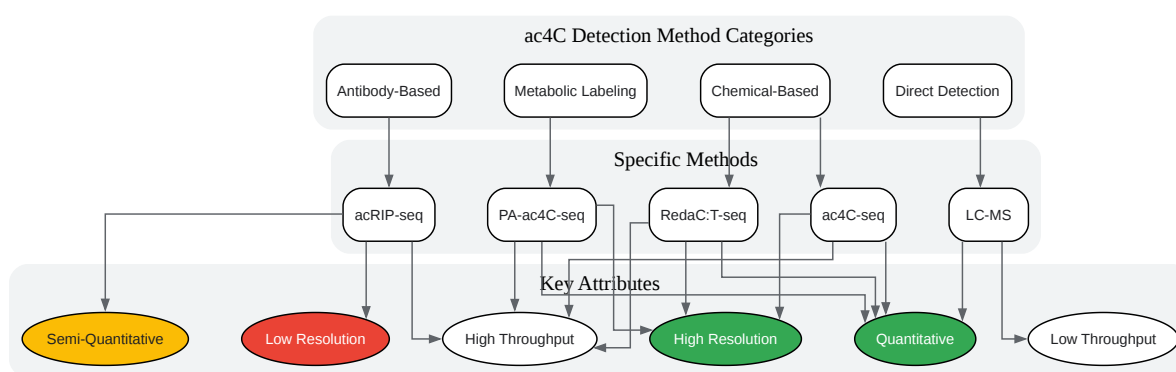 ac4C Detection Method Categories
Antibody-Based
Metabolic Labeling
Chemical-Based
Direct Detection
Specific Methods
acRIP-seq
PA-ac4C-seq
RedaC:T-seq
ac4C-seq
LC-MS
Key Attributes
Semi-Quantitative
Low Resolution
High Throughput
High Resolution
Quantitative
Low Throughput